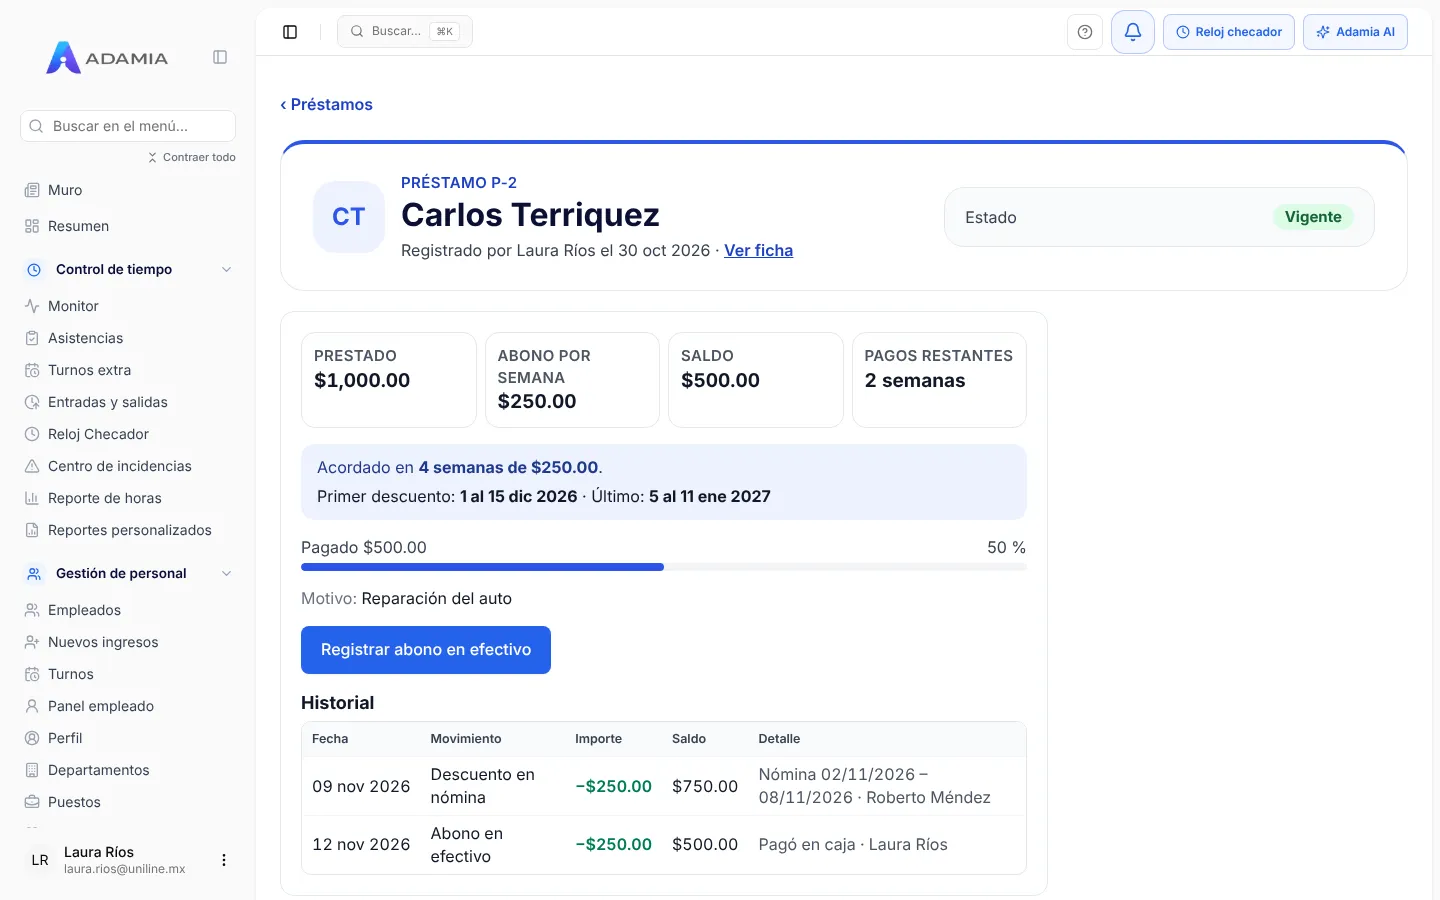 ADAMIA
Buscar en el menú...
Contraer todo
Muro
Resumen
Control de tiempo
Monitor
Asistencias
Turnos extra
Entradas y salidas
Reloj Checador
Centro de incidencias
Reporte de horas
Reportes personalizados
Gestión de personal
Empleados
Nuevos ingresos
Turnos
Panel empleado
Perfil
Departamentos
Puestos
LR
Laura Ríos
laura.rios@uniline.mx
Buscar... ⌘K
Reloj checador
Adamia AI
‹ Préstamos
CT
PRÉSTAMO P-2
Carlos Terriquez
Registrado por Laura Ríos el 30 oct 2026 · Ver ficha
Estado
Vigente
PRESTADO
$1,000.00
ABONO POR
SEMANA
$250.00
SALDO
$500.00
PAGOS RESTANTES
2 semanas
Acordado en 4 semanas de $250.00.
Primer descuento: 1 al 15 dic 2026 · Último: 5 al 11 ene 2027
Pagado $500.00 50 %
Motivo: Reparación del auto
Registrar abono en efectivo
Historial
Fecha Movimiento Importe Saldo Detalle
09 nov 2026 Descuento en nómina −$250.00 $750.00 Nómina 02/11/2026 – 08/11/2026 · Roberto Méndez
12 nov 2026 Abono en efectivo −$250.00 $500.00 Pagó en caja · Laura Ríos